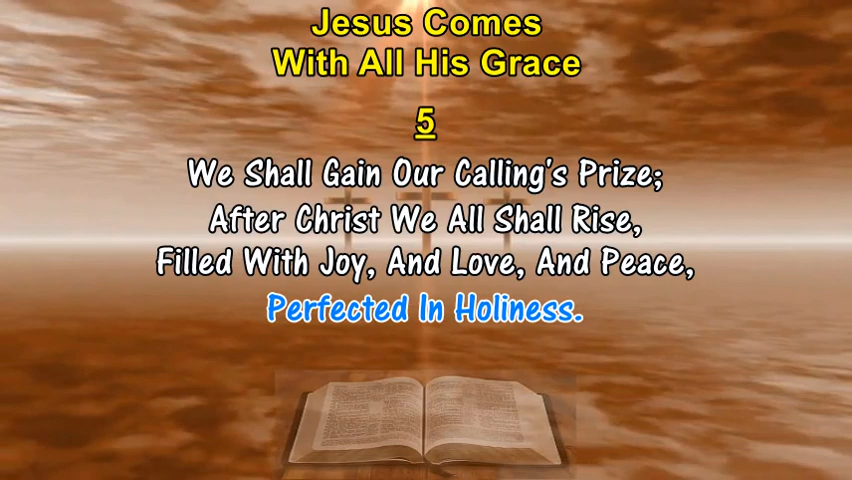 Jesus Comes
With All His Grace
5
We Shall Gain Our Calling's Prize;
After Christ We All Shall Rise,
Filled With Joy, And Love, And Peace,
Perfected In Holiness.